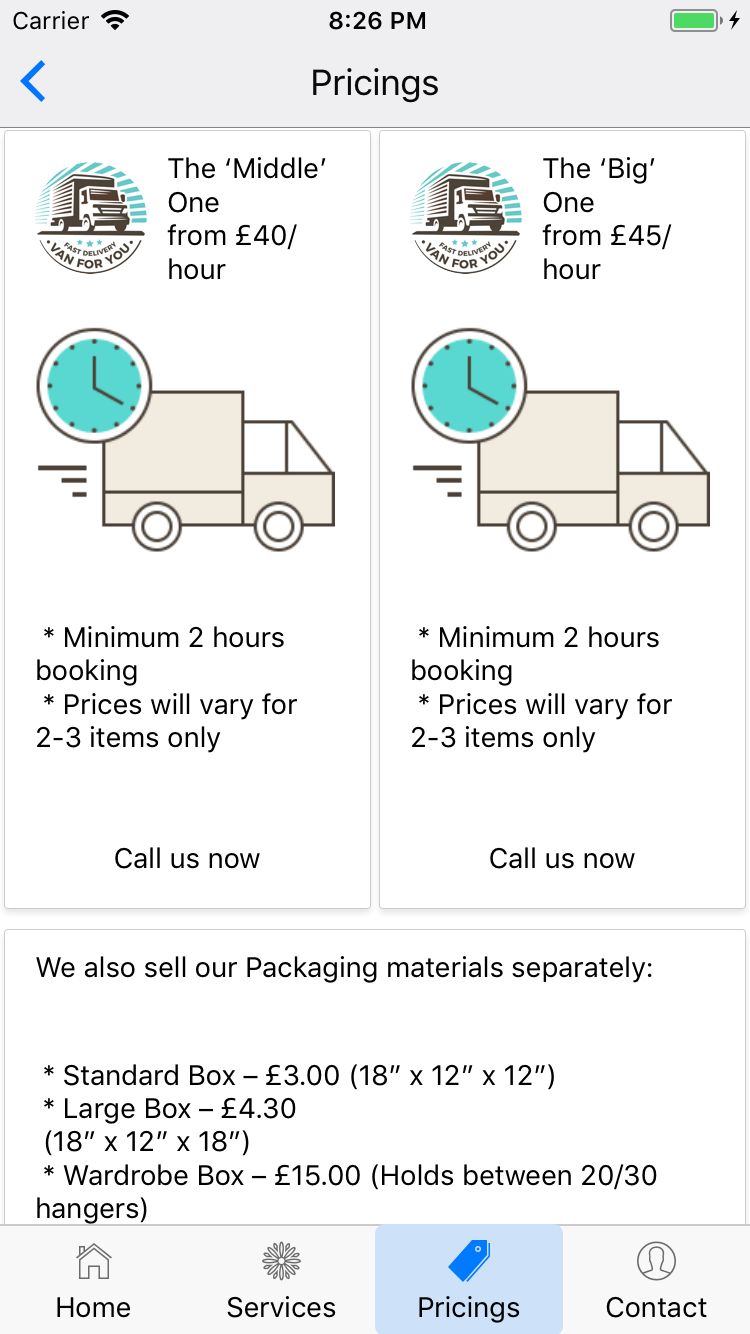 Carrier 8:26 PM
Pricings
The ‘Middle’
One
from £40/
hour
FAST DELIVERY
VAN FOR YOU
* Minimum 2 hours
booking
* Prices will vary for
2-3 items only
Call us now
The ‘Big’
One
from £45/
hour
FAST DELIVERY
VAN FOR YOU
* Minimum 2 hours
booking
* Prices will vary for
2-3 items only
Call us now
We also sell our Packaging materials separately:
* Standard Box – £3.00 (18” x 12” x 12”)
* Large Box – £4.30
(18” x 12” x 18”)
* Wardrobe Box – £15.00 (Holds between 20/30
hangers)
Home Services Pricings Contact